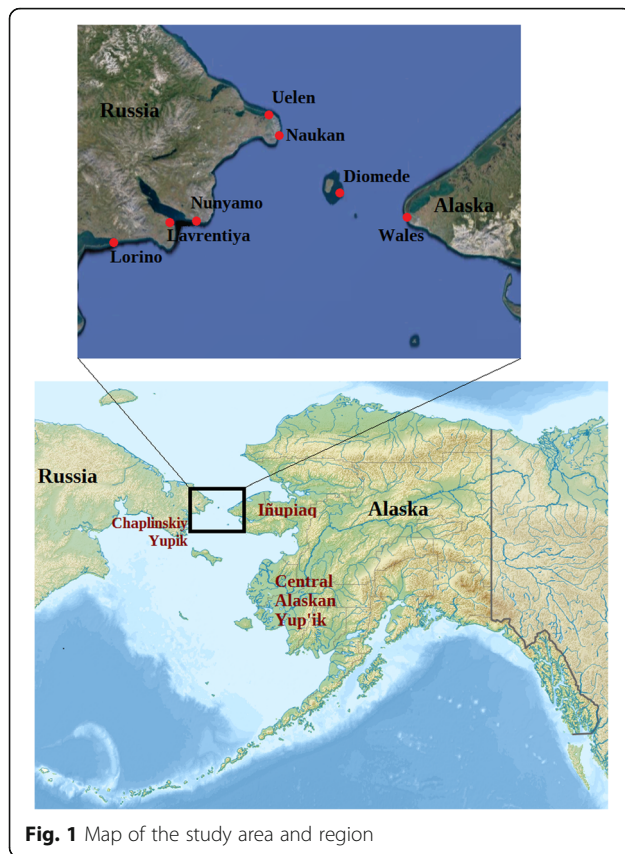 Uelen
Russia
Naukan
Diomede
Nunyamo
Alaska
Lavrentiya
Wales
Lorino
Russia
Iñupiaq
Alaska
Chaplinskiy
Yupik
Central
Alaskan
Yup'ik
Fig. 1 Map of the study area and region